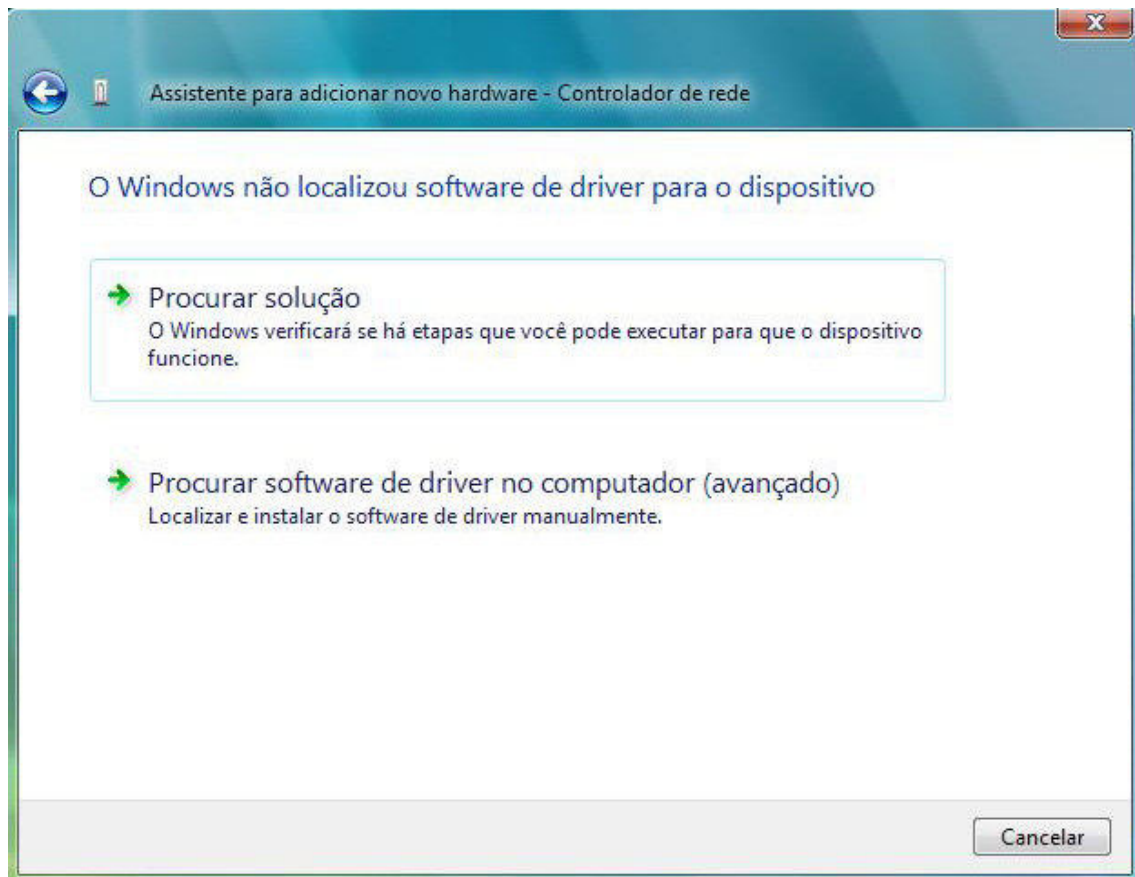 Assistente para adicionar novo hardware - Controlador de rede
O Windows não localizou software de driver para o dispositivo
Procurar solução
O Windows verificará se há etapas que você pode executar para que o dispositivo
funcione.
Procurar software de driver no computador (avançado)
Localizar e instalar o software de driver manualmente.
Cancelar